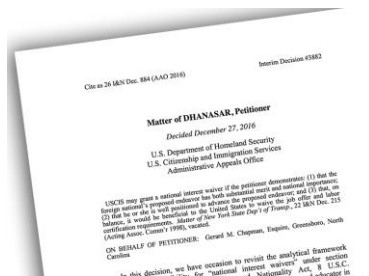 Cite as 26 I&N Dec. 884 (AAO 2016)
Interim Decision #3882
Matter of DHANASAR, Petitioner
Decided December 27, 2016
U.S. Department of Homeland Security
U.S. Citizenship and Immigration Services
Administrative Appeals Office
USCIS may grant a national interest waiver if the petitioner demonstrates: (1) that the
foreign national's proposed endeavor has both substantial merit and national importance;
(2) that he or she is well positioned to advance the proposed endeavor; and (3) that, on
balance, it would be beneficial to the United States to waive the job offer and labor
certification requirements. Matter of New York State Dep't of Transp., 22 I&N Dec. 215
(Acting Assoc. Comm'r 1998), vacated.
ON BEHALF OF PETITIONER: Gerard M. Chapman, Esquire, Greensboro, North
Carolina
In this decision, we have occasion to revisit the analytical framework
for "national interest waivers" under section
Nationality Act, 8 U.S.C.
educator in